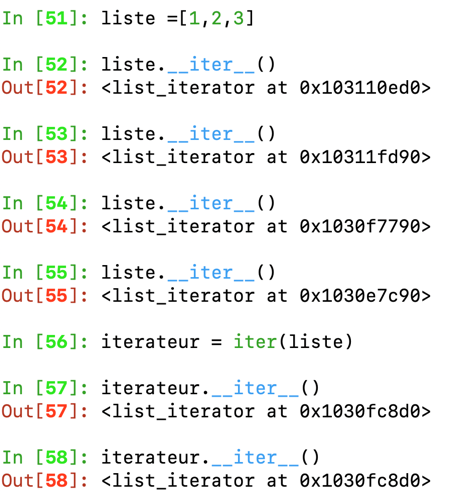 In [51]: liste =[1,2,3]
In [52]: liste.__iter__()
Out[52]: <list_iterator at 0x103110ed0>
In [53]: liste.__iter__()
Out[53]: <list_iterator at 0x10311fd90>
In [54]: liste.__iter__()
Out[54]: <list_iterator at 0x1030f7790>
In [55]: liste.__iter__()
Out[55]: <list_iterator at 0x1030e7c90>
In [56]: iterateur = iter(liste)
In [57]: iterateur.__iter__()
Out[57]: <list_iterator at 0x1030fc8d0>
In [58]: iterateur.__iter__()
Out[58]: <list_iterator at 0x1030fc8d0>